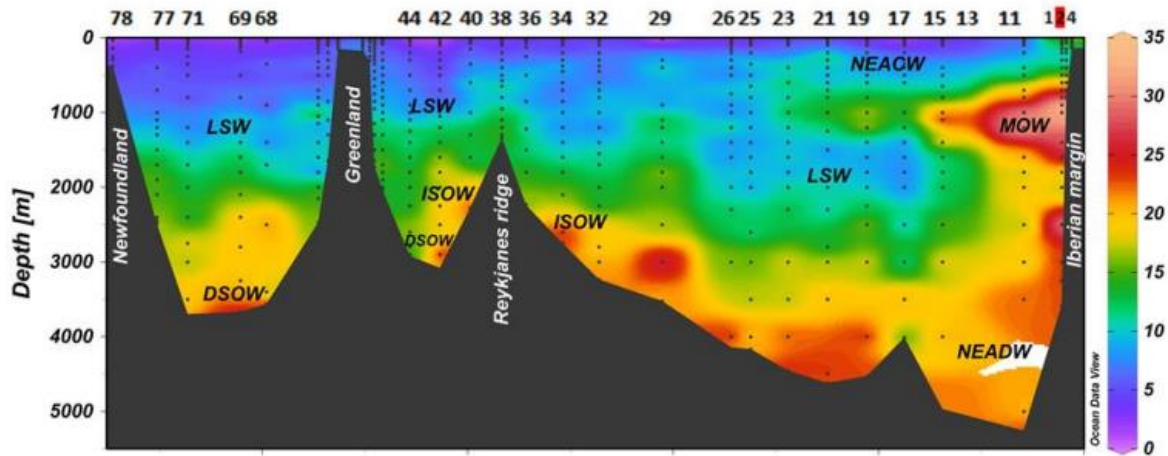 78 77 71 69 68 44 42 40 38 36 34 32 29 26 25 23 21 19 17 15 13 11 1 2 4
0
1000
2000
3000
4000
5000
Depth [m]
Newfoundland
LSW
DSOW
Greenland
LSW
ISOW
DSOW
Reykjanes ridge
ISOW
NEACW
MOW
LSW
NEADW
Iberian margin
Ocean Data View
35
30
25
20
15
10
5
0